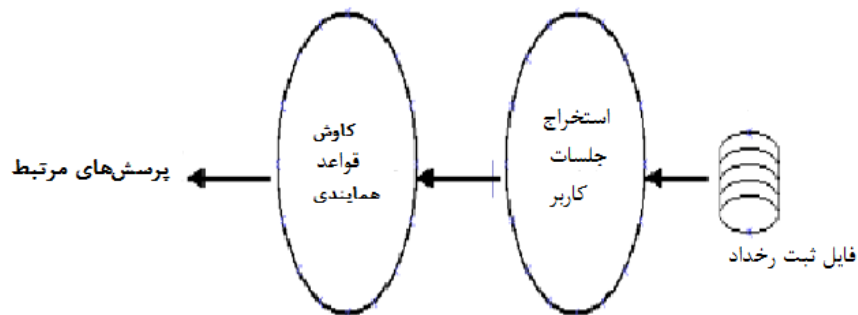 استخراج
جلسات
کاربر
کاوش
قواعد
همایندی
پرسش‌های مرتبط
فایل ثبت رخداد